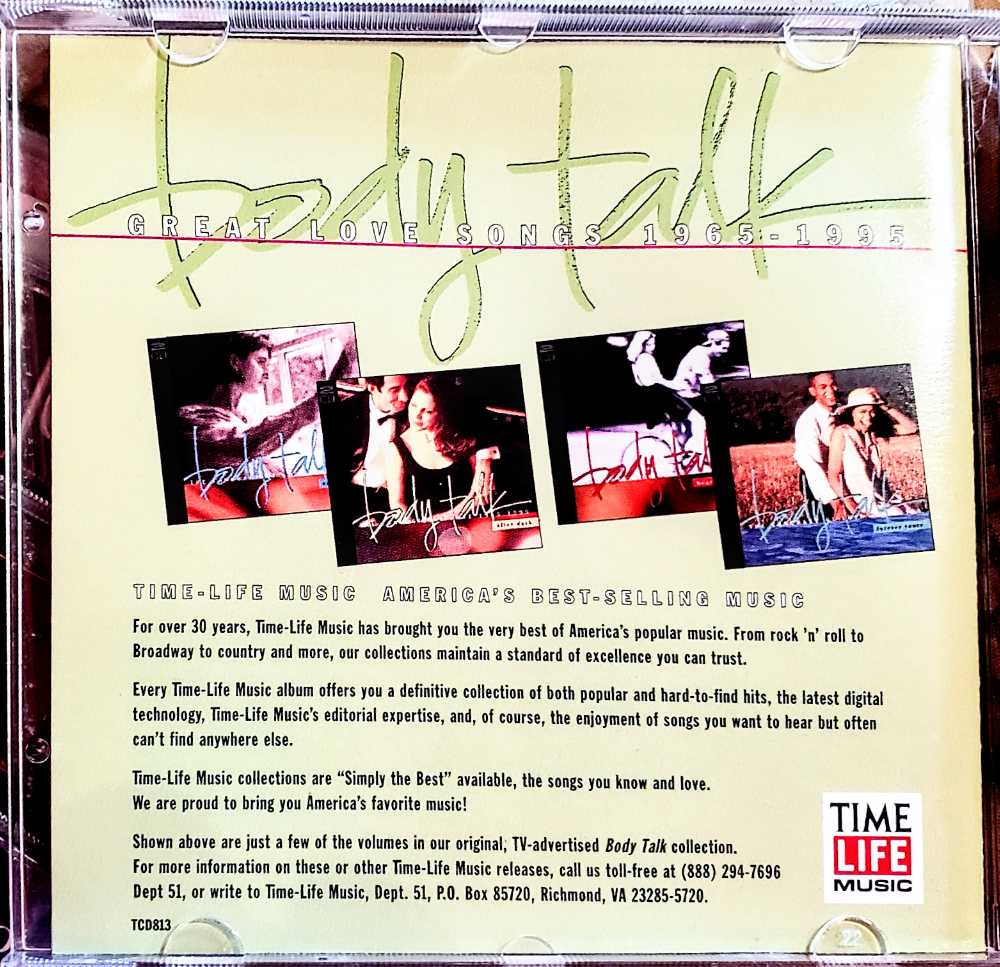 body talk
GREAT LOVE SONGS 1965-1995
body tal
body talk
after dark
body tal
body talk
forever yours
TIME-LIFE MUSIC AMERICA'S BEST-SELLING MUSIC
For over 30 years, Time-Life Music has brought you the very best of America's popular music. From rock 'n' roll to
Broadway to country and more, our collections maintain a standard of excellence you can trust.
Every Time-Life Music album offers you a definitive collection of both popular and hard-to-find hits, the latest digital
technology, Time-Life Music's editorial expertise, and, of course, the enjoyment of songs you want to hear but often
can't find anywhere else.
Time-Life Music collections are “Simply the Best” available, the songs you know and love.
We are proud to bring you America's favorite music!
Shown above are just a few of the volumes in our original, TV-advertised Body Talk collection.
For more information on these or other Time-Life Music releases, call us toll-free at (888) 294-7696
Dept 51, or write to Time-Life Music, Dept. 51, P.O. Box 85720, Richmond, VA 23285-5720.
TCD813
TIME
LIFE
MUSIC
22